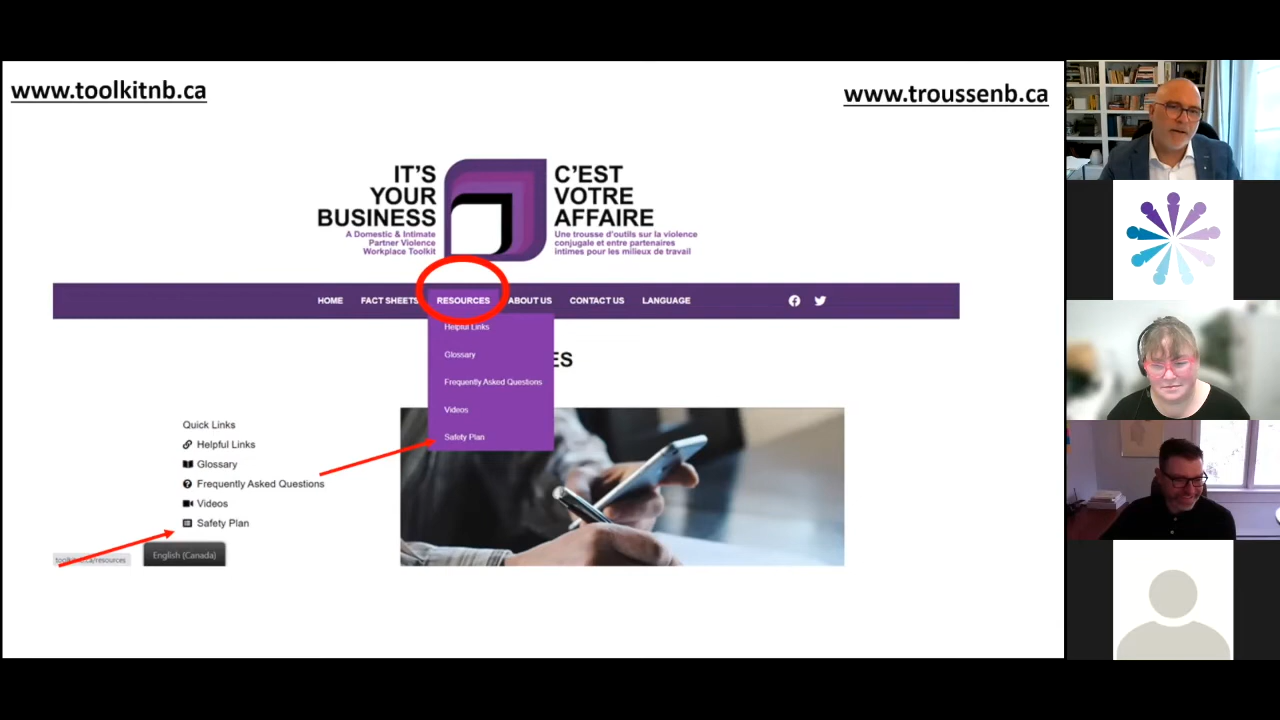 www.toolkitnb.ca
www.troussenb.ca
IT'S
YOUR
BUSINESS
A Domestic & Intimate
Partner Violence
Workplace Toolkit
C'EST
VOTRE
AFFAIRE
Une trousse d'outils sur la violence
conjugale et entre partenaires
intimes pour les milieux de travail
HOME FACT SHEETS RESOURCES ABOUT US CONTACT US LANGUAGE
Helpful Links
Glossary
Frequently Asked Questions
Videos
Safety Plan
ES
Quick Links
Helpful Links
Glossary
Frequently Asked Questions
Videos
Safety Plan
English (Canada)